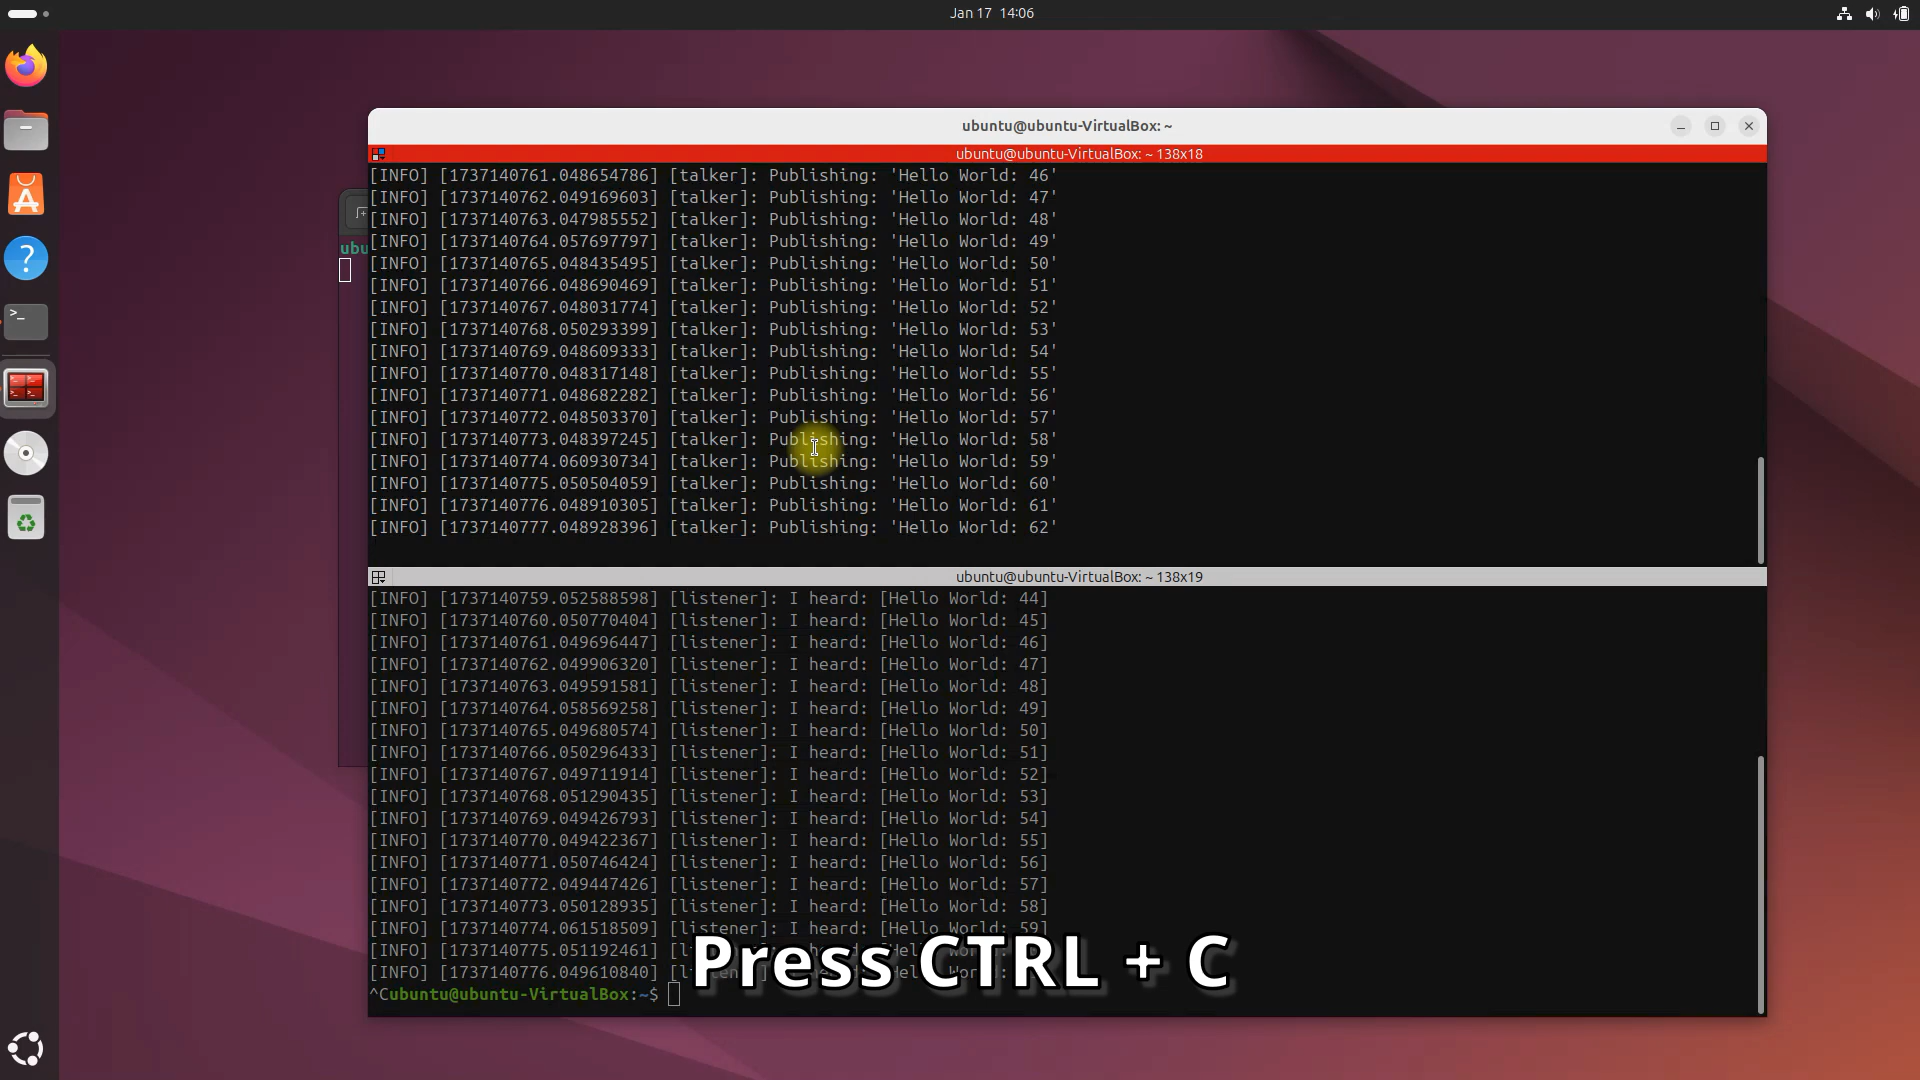 Jan 17 14:06
ubuntu@ubuntu-VirtualBox: ~
ubuntu@ubuntu-VirtualBox: ~ 138x18
ubu
[INFO] [1737140761.048654786] [talker]: Publishing: 'Hello World: 46'
[INFO] [1737140762.049169603] [talker]: Publishing: 'Hello World: 47'
[INFO] [1737140763.047985552] [talker]: Publishing: 'Hello World: 48'
[INFO] [1737140764.057697797] [talker]: Publishing: 'Hello World: 49'
[INFO] [1737140765.048435495] [talker]: Publishing: 'Hello World: 50'
[INFO] [1737140766.048690469] [talker]: Publishing: 'Hello World: 51'
[INFO] [1737140767.048031774] [talker]: Publishing: 'Hello World: 52'
[INFO] [1737140768.050293399] [talker]: Publishing: 'Hello World: 53'
[INFO] [1737140769.048609333] [talker]: Publishing: 'Hello World: 54'
[INFO] [1737140770.048317148] [talker]: Publishing: 'Hello World: 55'
[INFO] [1737140771.048682282] [talker]: Publishing: 'Hello World: 56'
[INFO] [1737140772.048503370] [talker]: Publishing: 'Hello World: 57'
[INFO] [1737140773.048397245] [talker]: Publishing: 'Hello World: 58'
[INFO] [1737140774.060930734] [talker]: Publishing: 'Hello World: 59'
[INFO] [1737140775.050504059] [talker]: Publishing: 'Hello World: 60'
[INFO] [1737140776.048910305] [talker]: Publishing: 'Hello World: 61'
[INFO] [1737140777.048928396] [talker]: Publishing: 'Hello World: 62'
ubuntu@ubuntu-VirtualBox: ~ 138x19
[INFO] [1737140759.052588598] [listener]: I heard: [Hello World: 44]
[INFO] [1737140760.050770404] [listener]: I heard: [Hello World: 45]
[INFO] [1737140761.049696447] [listener]: I heard: [Hello World: 46]
[INFO] [1737140762.049906320] [listener]: I heard: [Hello World: 47]
[INFO] [1737140763.049591581] [listener]: I heard: [Hello World: 48]
[INFO] [1737140764.058569258] [listener]: I heard: [Hello World: 49]
[INFO] [1737140765.049680574] [listener]: I heard: [Hello World: 50]
[INFO] [1737140766.050296433] [listener]: I heard: [Hello World: 51]
[INFO] [1737140767.049711914] [listener]: I heard: [Hello World: 52]
[INFO] [1737140768.051290435] [listener]: I heard: [Hello World: 53]
[INFO] [1737140769.049426793] [listener]: I heard: [Hello World: 54]
[INFO] [1737140770.049422367] [listener]: I heard: [Hello World: 55]
[INFO] [1737140771.050746424] [listener]: I heard: [Hello World: 56]
[INFO] [1737140772.049447426] [listener]: I heard: [Hello World: 57]
[INFO] [1737140773.050128935] [listener]: I heard: [Hello World: 58]
[INFO] [1737140774.061518509] [listener]: I heard: [Hello World: 59]
[INFO] [1737140775.051192461]
[INFO] [1737140776.049610840]
Press CTRL + C
^Cubuntu@ubuntu-VirtualBox:~$